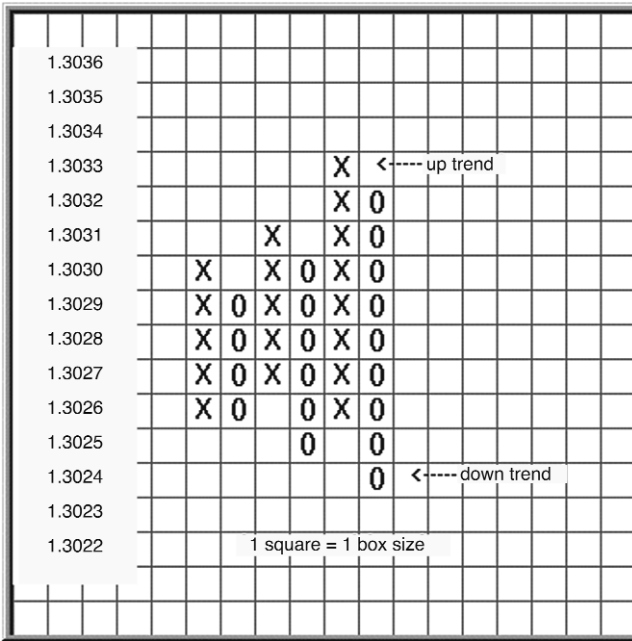 1.3036
1.3035
1.3034
1.3033 X <----- up trend
1.3032 X 0
1.3031 X X 0
1.3030 X X 0 X 0
1.3029 X 0 X 0 X 0
1.3028 X 0 X 0 X 0
1.3027 X 0 X 0 X 0
1.3026 X 0 0 X 0
1.3025 0 0
1.3024 0 <----- down trend
1.3023
1.3022 1 square = 1 box size